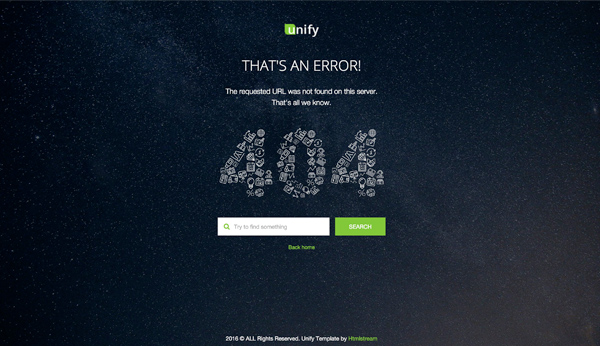 unify
THAT'S AN ERROR!
The requested URL was not found on this server.
That's all we know.
404
Try to find something
SEARCH
Back home
2016 © ALL Rights Reserved. Unify Template by Htmlstream